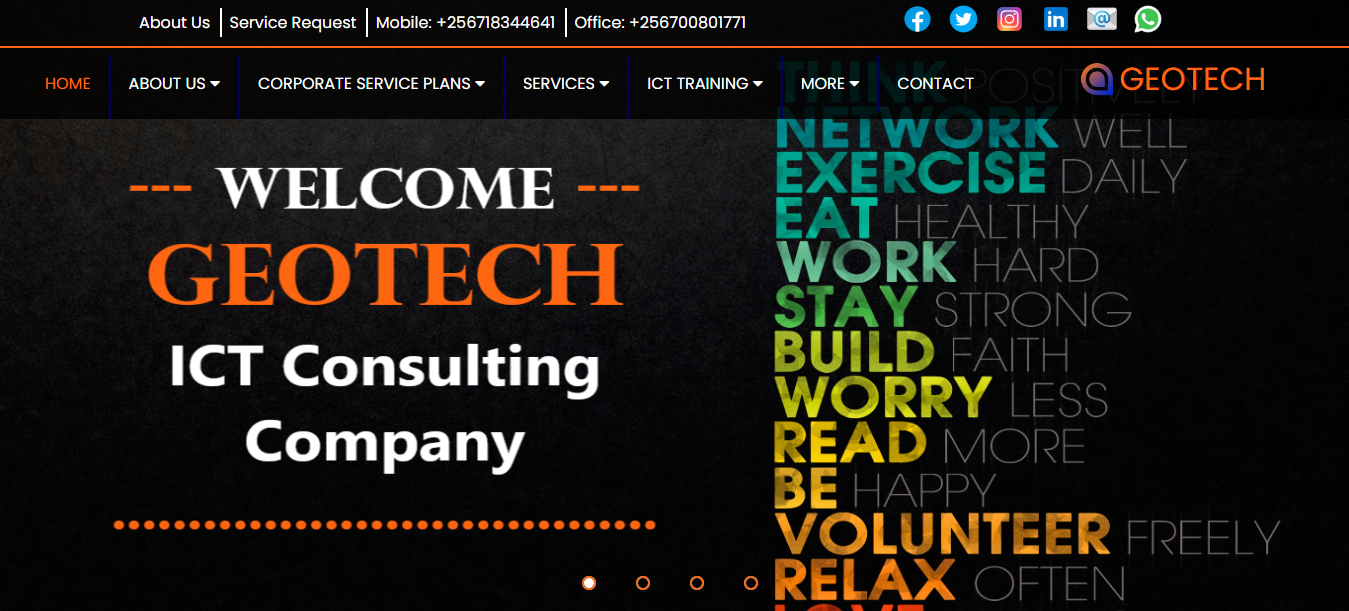 About Us
Service Request
Mobile: +256718344641
Office: +256700801771
HOME
ABOUT US
CORPORATE SERVICE PLANS
SERVICES
ICT TRAINING
MORE
CONTACT
GEOTECH
--- WELCOME ---
GEOTECH
ICT Consulting
Company
THINK POSITIVELY
NETWORK WELL
EXERCISE DAILY
EAT HEALTHY
WORK HARD
STAY STRONG
BUILD FAITH
WORRY LESS
READ MORE
BE HAPPY
VOLUNTEER FREELY
RELAX OFTEN
LOVE